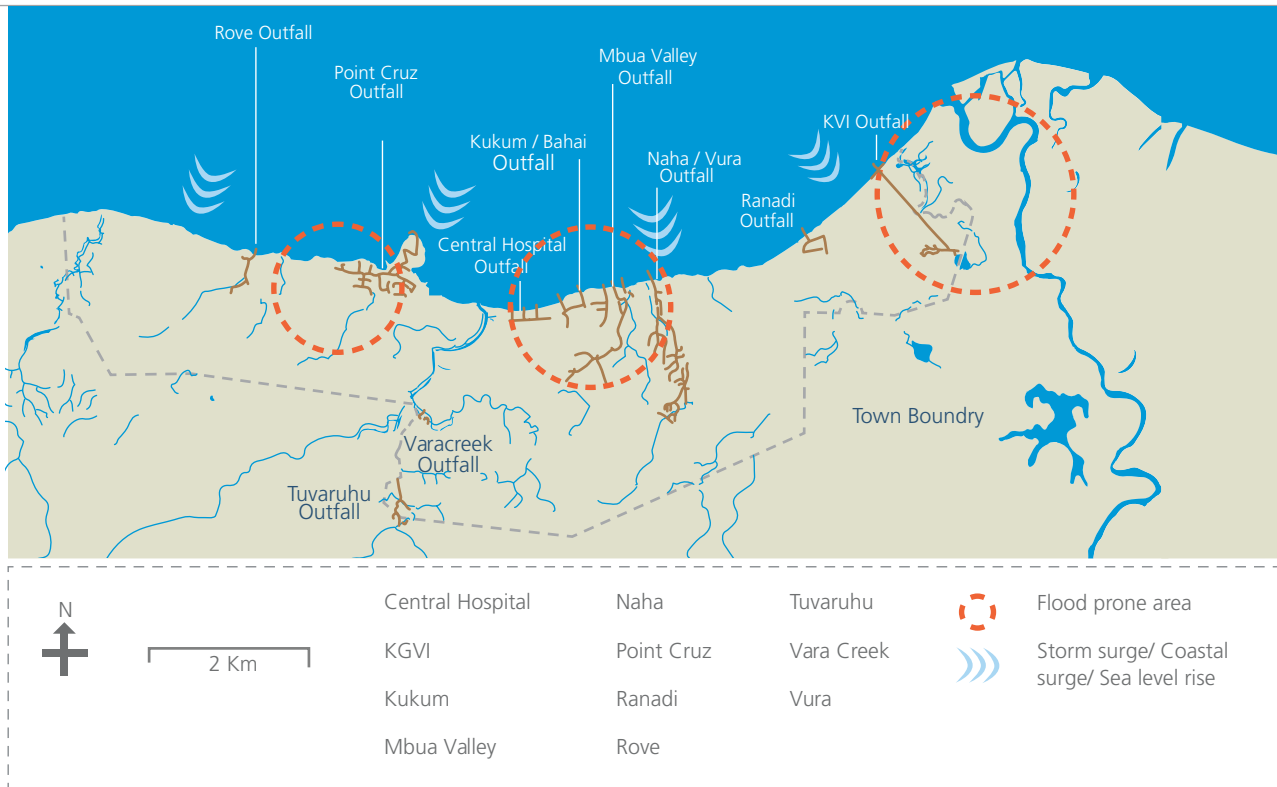 Rove Outfall
Point Cruz
Outfall
Mbua Valley
Outfall
Kukum / Bahai
Outfall
KVI Outfall
Naha / Vura
Outfall
Ranadi
Outfall
Central Hospital
Outfall
Town Boundry
Varacreek
Outfall
Tuvaruhu
Outfall
N
2 Km
Central Hospital
KGVI
Kukum
Mbua Valley
Naha
Point Cruz
Ranadi
Rove
Tuvaruhu
Vara Creek
Vura
Flood prone area
Storm surge/ Coastal
surge/ Sea level rise